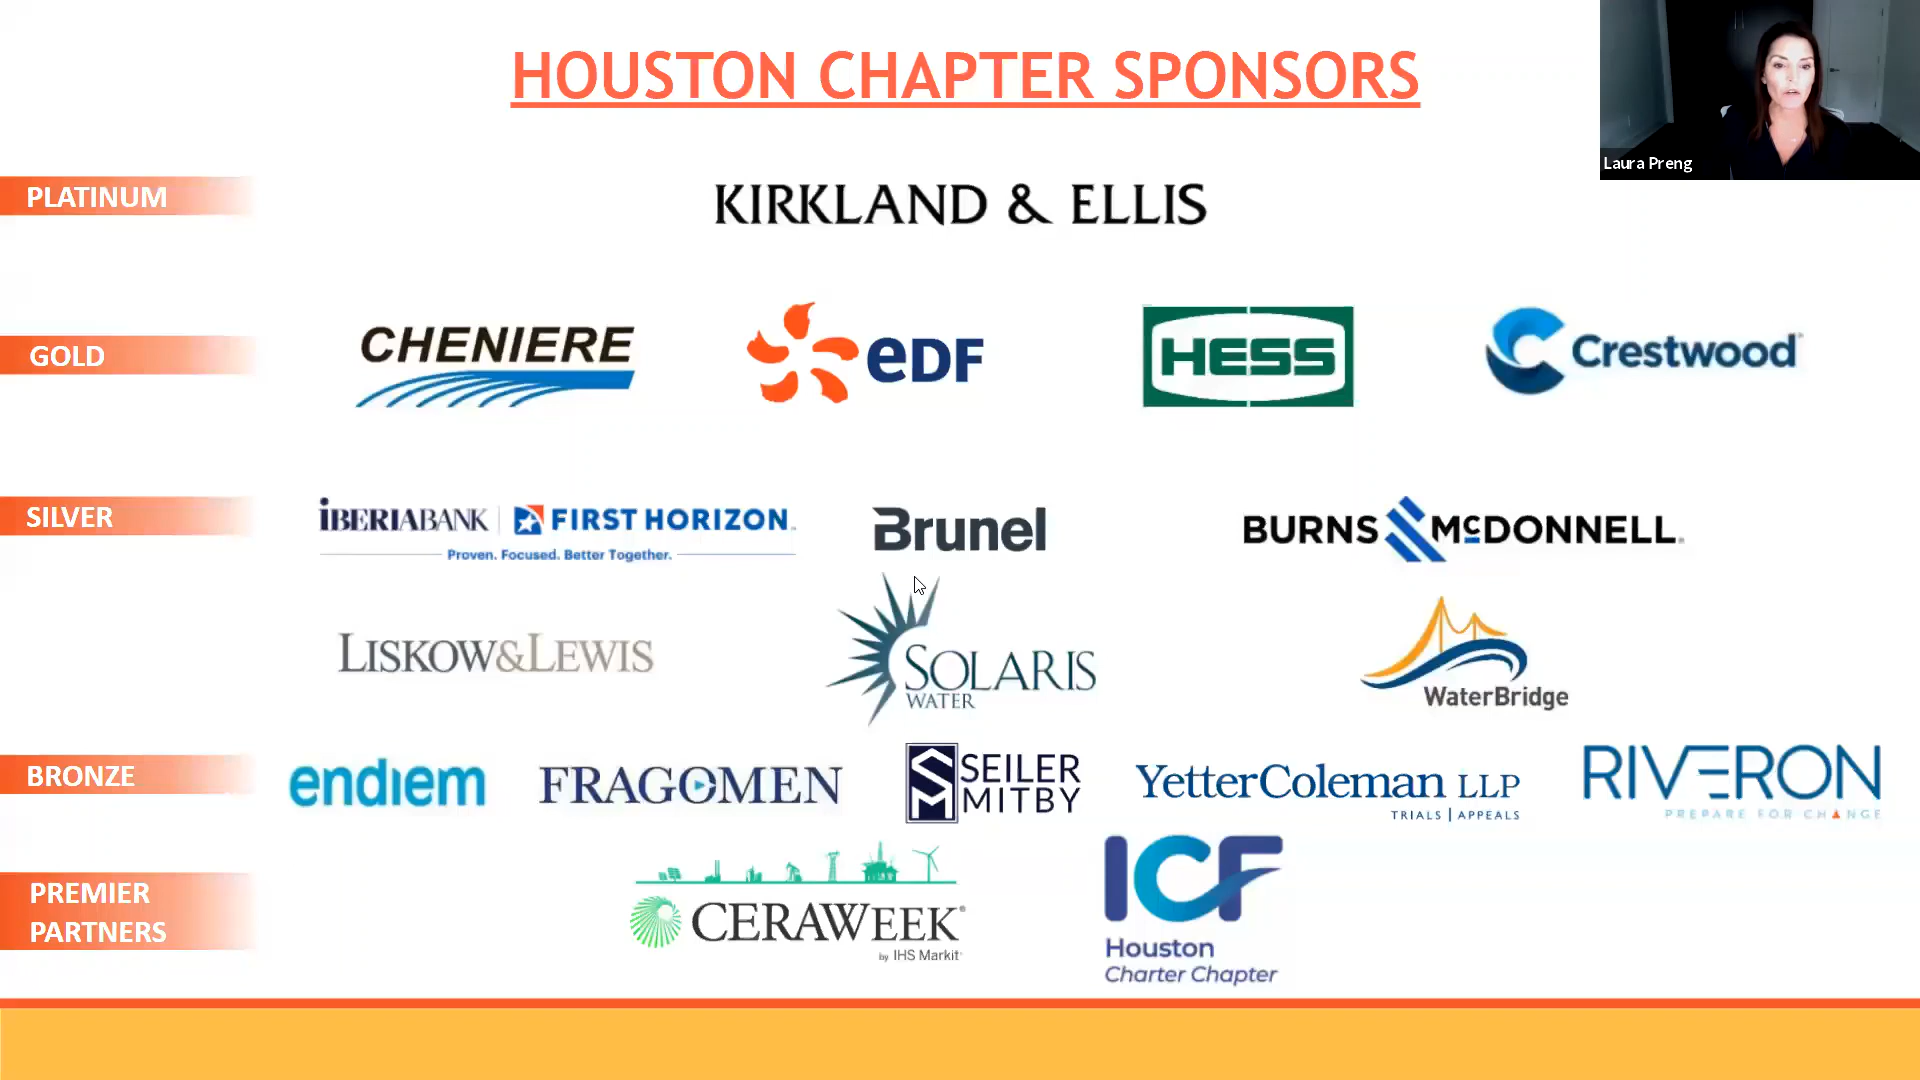 HOUSTON CHAPTER SPONSORS
Laura Preng
PLATINUM
KIRKLAND & ELLIS
GOLD
CHENIERE
eDF
HESS
Crestwood
SILVER
IBERIABANK | FIRST HORIZON
Proven. Focused. Better Together.
Brunel
BURNS McDONNELL
LISKOW&LEWIS
SOLARIS
WATER
WaterBridge
BRONZE
endiem
FRAGOMEN
SM
SEILER
MITBY
YetterColeman LLP
TRIALS | APPEALS
RIVERON
PREPARE FOR CHANGE
PREMIER
PARTNERS
CERAWEEK®
by IHS Markit
ICF
Houston
Charter Chapter